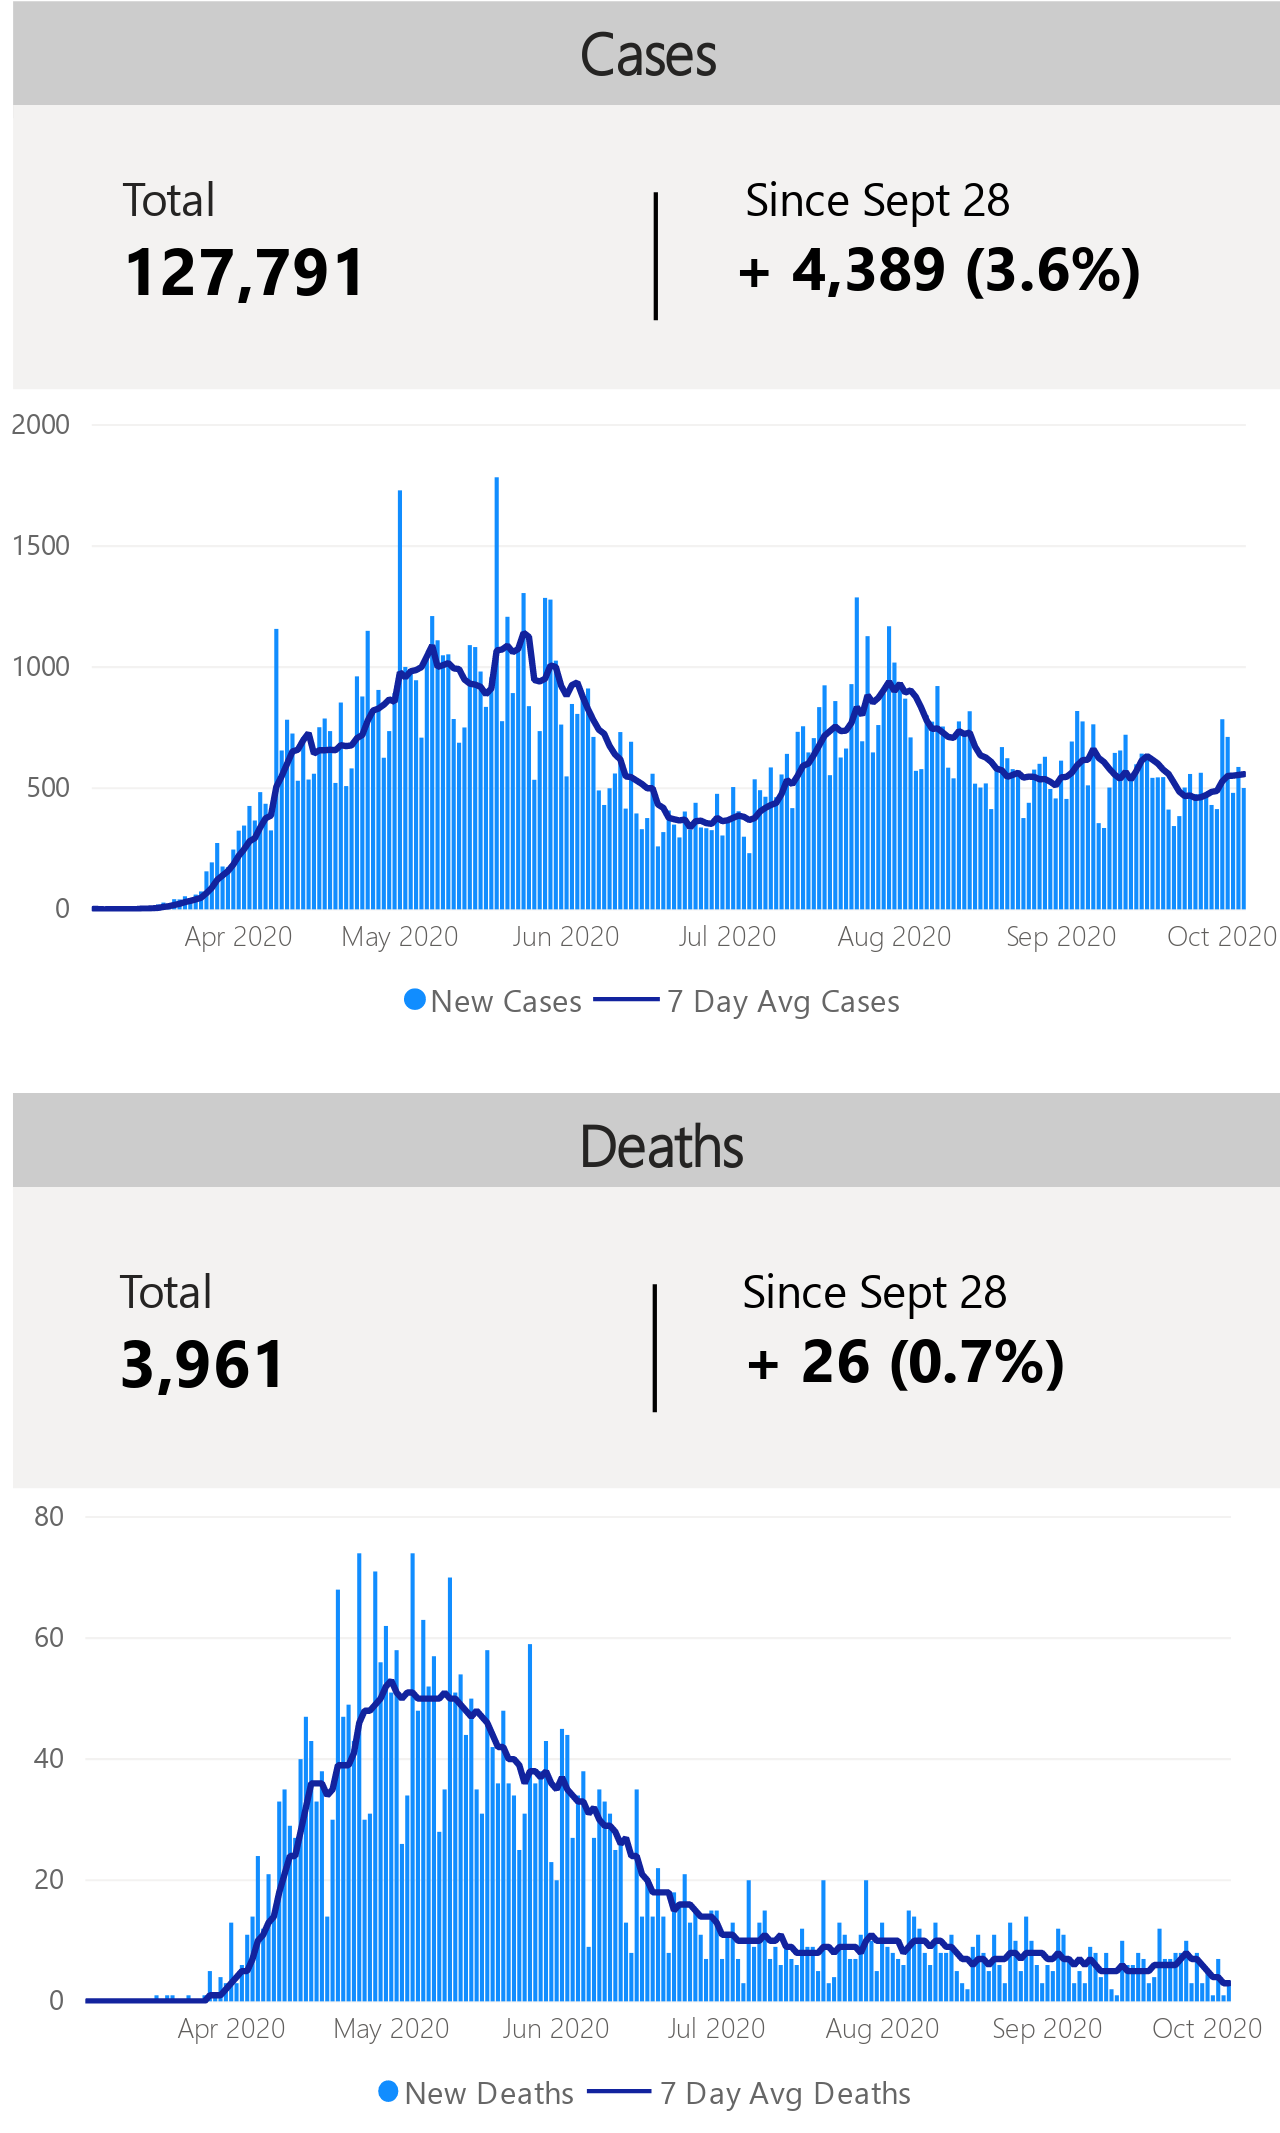 Cases
Total
Since Sept 28
127,791
+ 4,389 (3.6%)
2000
1500
1000
500
0
Apr 2020 May 2020 Jun 2020 Jul 2020 Aug 2020 Sep 2020 Oct 2020
New Cases 7 Day Avg Cases
Deaths
Total
Since Sept 28
3,961
+ 26 (0.7%)
80
60
40
20
0
Apr 2020 May 2020 Jun 2020 Jul 2020 Aug 2020 Sep 2020 Oct 2020
New Deaths 7 Day Avg Deaths